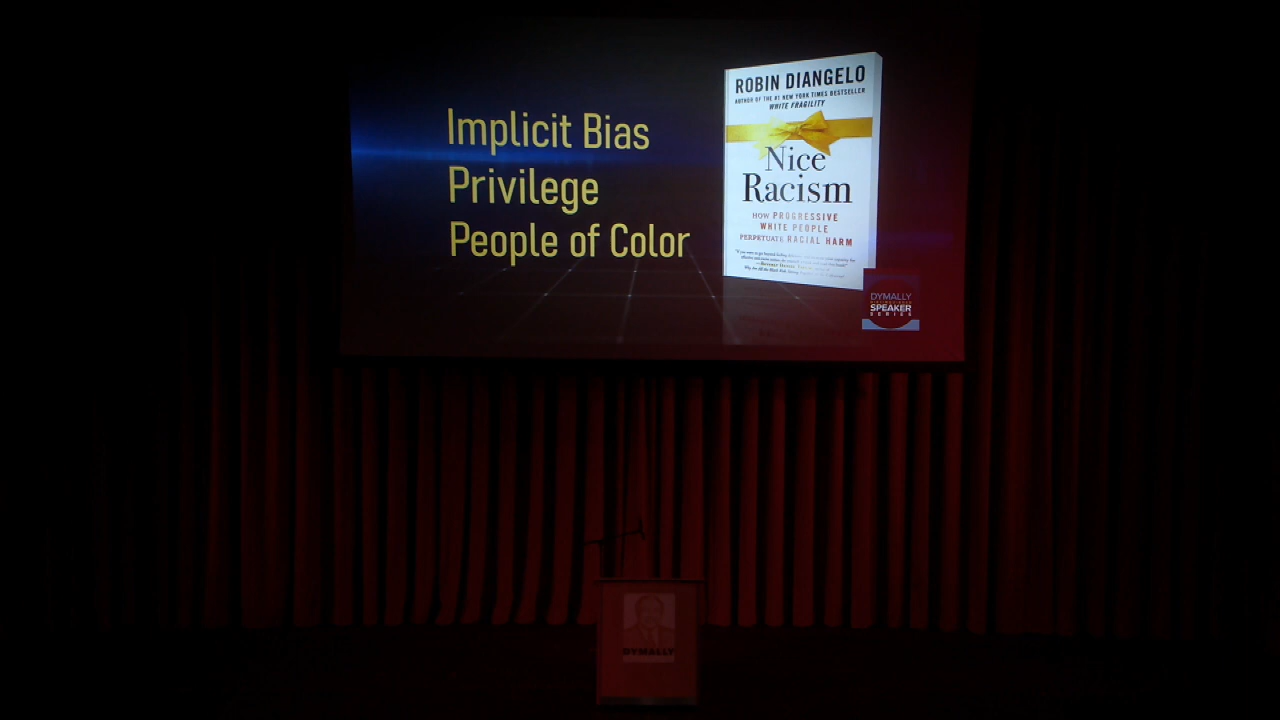 Implicit Bias
Privilege
People of Color
ROBIN DIANGELO
AUTHOR OF THE #1 NEW YORK TIMES BESTSELLER
WHITE FRAGILITY
Nice
Racism
HOW PROGRESSIVE
WHITE PEOPLE
PERPETUATE RACIAL HARM
DYMALLY
SPEAKER
SERIES
DYMALLY